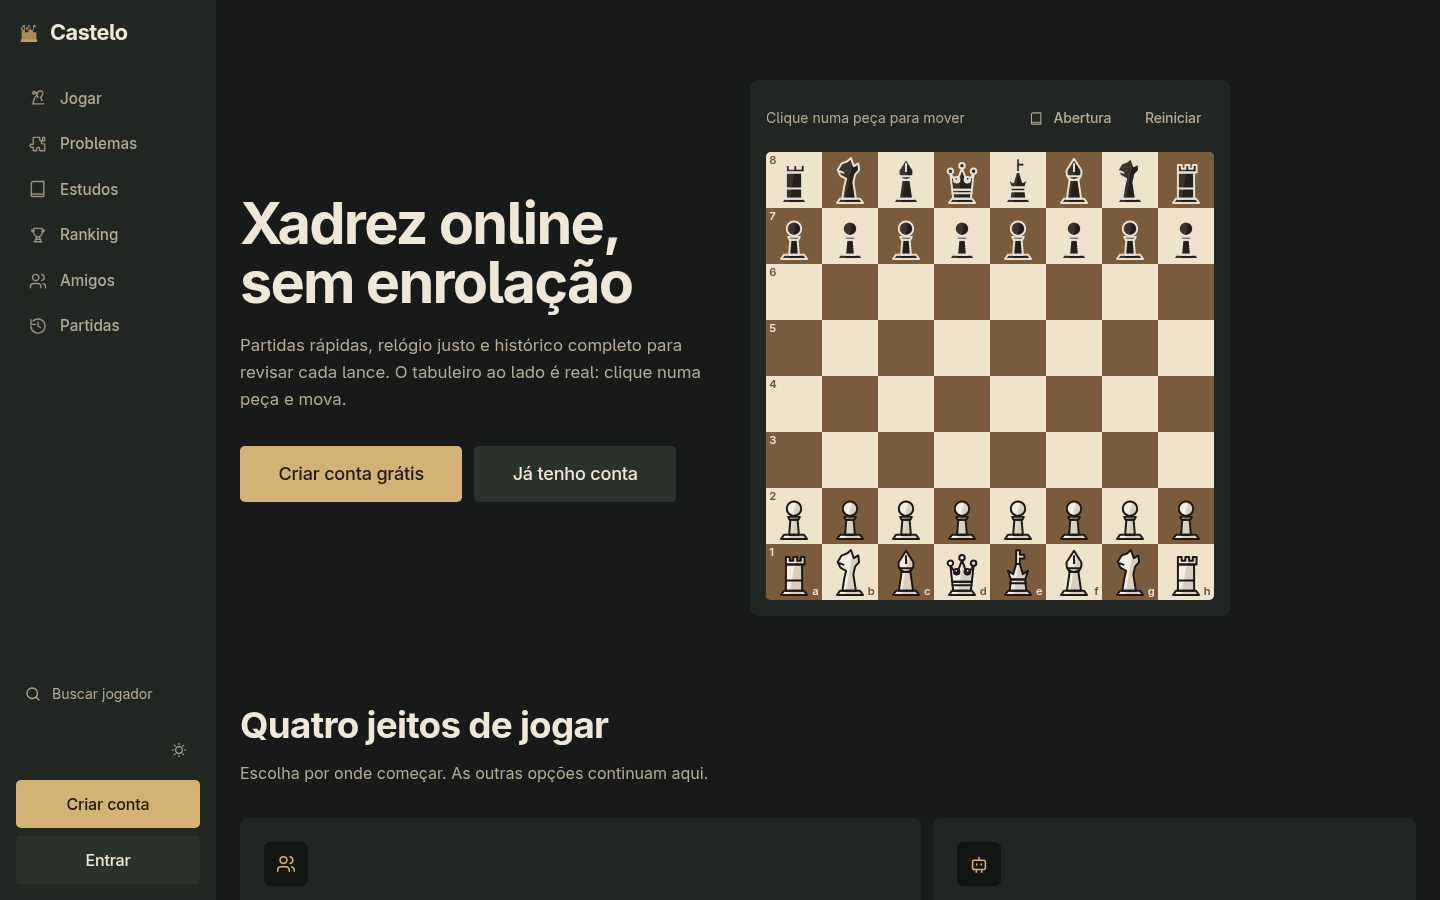 Castelo
Jogar
Problemas
Estudos
Ranking
Amigos
Partidas
Buscar jogador
Criar conta
Entrar
Xadrez online,
sem enrolação
Partidas rápidas, relógio justo e histórico completo para
revisar cada lance. O tabuleiro ao lado é real: clique numa
peça e mova.
Criar conta grátis
Já tenho conta
Clique numa peça para mover
Abertura
Reiniciar
8
7
6
5
4
3
2
1
a b c d e f g h
Quatro jeitos de jogar
Escolha por onde começar. As outras opções continuam aqui.